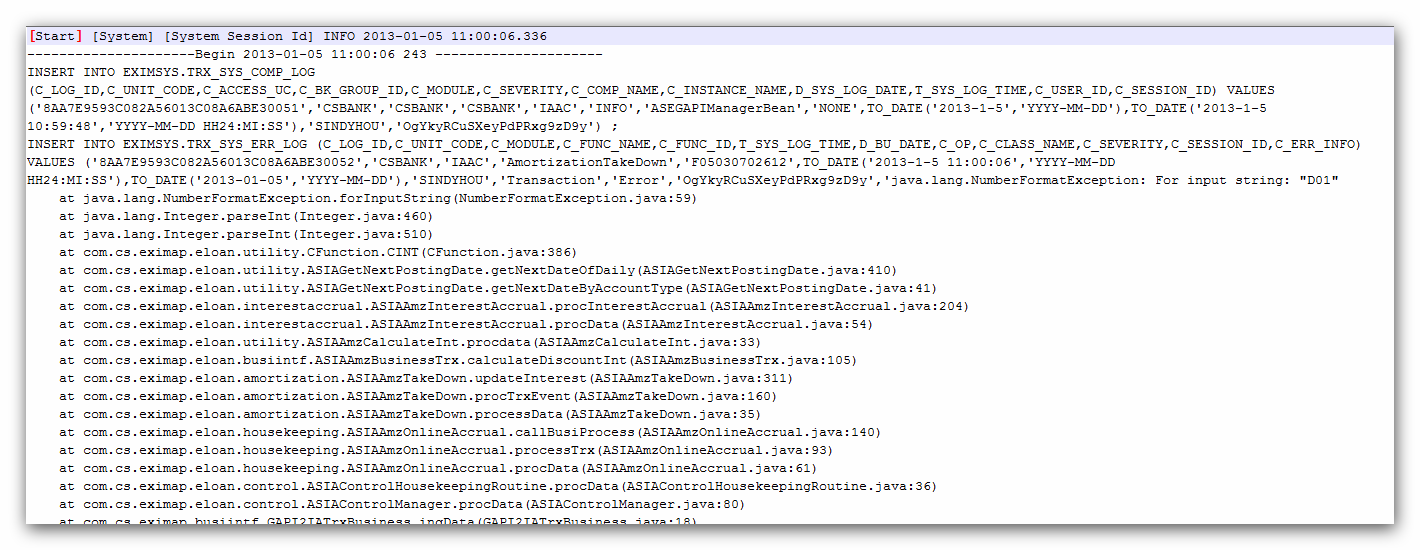 [Start] [System] [System Session Id] INFO 2013-01-05 11:00:06.336
---------------------Begin 2013-01-05 11:00:06 243 ---------------------
INSERT INTO EXIMSYS.TRX_SYS_COMP_LOG
(C_LOG_ID,C_UNIT_CODE,C_ACCESS_UC,C_BK_GROUP_ID,C_MODULE,C_SEVERITY,C_COMP_NAME,C_INSTANCE_NAME,D_SYS_LOG_DATE,T_SYS_LOG_TIME,C_USER_ID,C_SESSION_ID) VALUES
('8AA7E9593C082A56013C08A6ABE30051','CSBANK','CSBANK','CSBANK','IAAC','INFO','ASEGAPIManagerBean','NONE',TO_DATE('2013-1-5','YYYY-MM-DD'),TO_DATE('2013-1-5
10:59:48','YYYY-MM-DD HH24:MI:SS'),'SINDYHOU','OgYkyRCuSXeyPdPRxg9zD9y') ;
INSERT INTO EXIMSYS.TRX_SYS_ERR_LOG (C_LOG_ID,C_UNIT_CODE,C_MODULE,C_FUNC_NAME,C_FUNC_ID,T_SYS_LOG_TIME,D_BU_DATE,C_OP,C_CLASS_NAME,C_SEVERITY,C_SESSION_ID,C_ERR_INFO)
VALUES ('8AA7E9593C082A56013C08A6ABE30052','CSBANK','IAAC','AmortizationTakeDown','F05030702612',TO_DATE('2013-1-5 11:00:06','YYYY-MM-DD
HH24:MI:SS'),TO_DATE('2013-01-05','YYYY-MM-DD'),'SINDYHOU','Transaction','Error','OgYkyRCuSXeyPdPRxg9zD9y','java.lang.NumberFormatException: For input string: "D01"
at java.lang.NumberFormatException.forInputString(NumberFormatException.java:59)
at java.lang.Integer.parseInt(Integer.java:460)
at java.lang.Integer.parseInt(Integer.java:510)
at com.cs.eximap.eloan.utility.CFunction.CINT(CFunction.java:386)
at com.cs.eximap.eloan.utility.ASIAGetNextPostingDate.getNextDateOfDaily(ASIAGetNextPostingDate.java:410)
at com.cs.eximap.eloan.utility.ASIAGetNextPostingDate.getNextDateByAccountType(ASIAGetNextPostingDate.java:41)
at com.cs.eximap.eloan.interestaccrual.ASIAAmzInterestAccrual.procInterestAccrual(ASIAAmzInterestAccrual.java:204)
at com.cs.eximap.eloan.interestaccrual.ASIAAmzInterestAccrual.procData(ASIAAmzInterestAccrual.java:54)
at com.cs.eximap.eloan.utility.ASIAAmzCalculateInt.procdata(ASIAAmzCalculateInt.java:33)
at com.cs.eximap.eloan.busiintf.ASIAAmzBusinessTrx.calculateDiscountInt(ASIAAmzBusinessTrx.java:105)
at com.cs.eximap.eloan.amortization.ASIAAmzTakeDown.updateInterest(ASIAAmzTakeDown.java:311)
at com.cs.eximap.eloan.amortization.ASIAAmzTakeDown.procTrxEvent(ASIAAmzTakeDown.java:160)
at com.cs.eximap.eloan.amortization.ASIAAmzTakeDown.processData(ASIAAmzTakeDown.java:35)
at com.cs.eximap.eloan.housekeeping.ASIAAmzOnlineAccrual.callBusiProcess(ASIAAmzOnlineAccrual.java:140)
at com.cs.eximap.eloan.housekeeping.ASIAAmzOnlineAccrual.processTrx(ASIAAmzOnlineAccrual.java:93)
at com.cs.eximap.eloan.housekeeping.ASIAAmzOnlineAccrual.procData(ASIAAmzOnlineAccrual.java:61)
at com.cs.eximap.eloan.control.ASIAControlHousekeepingRoutine.procData(ASIAControlHousekeepingRoutine.java:36)
at com.cs.eximap.eloan.control.ASIAControlManager.procData(ASIAControlManager.java:80)
at com.cs.eximap.busiintf.GAPI2IATrxBusiness.ingData(GAPI2IATrxBusiness.java:18)